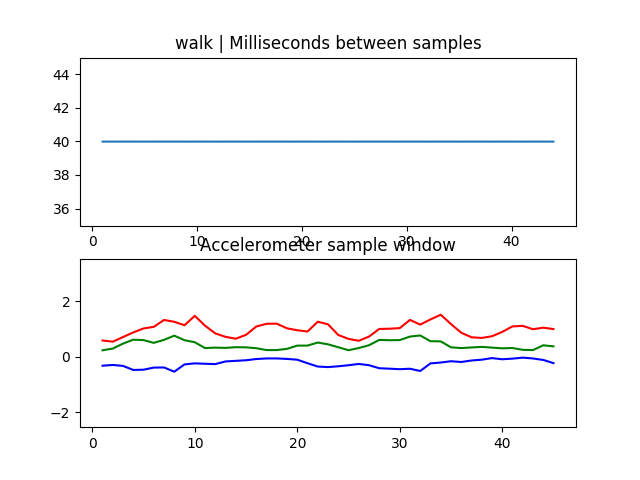 walk | Milliseconds between samples
44
42
40
38
36
0 10 20 30 40
Accelerometer sample window
2
0
−2
0 10 20 30 40